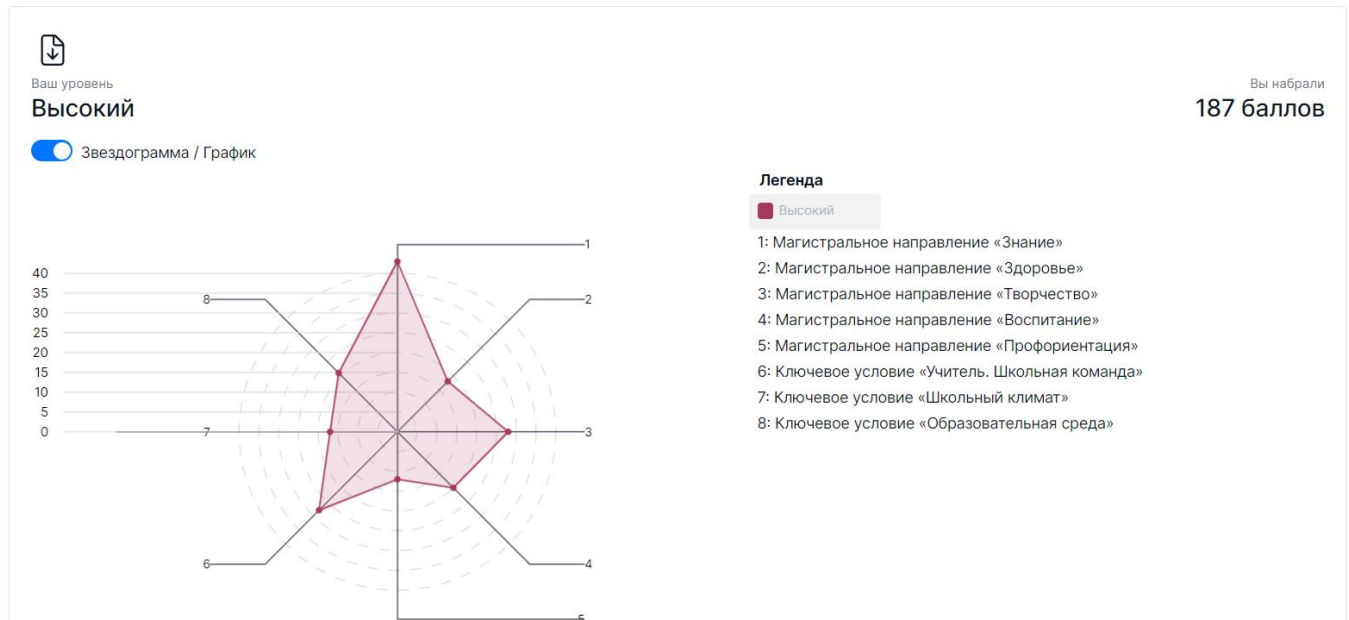 Ваш уровень
Высокий
Вы набрали
187 баллов
Звездограмма / График
Легенда
Высокий
1: Магистральное направление «Знание»
2: Магистральное направление «Здоровье»
3: Магистральное направление «Творчество»
4: Магистральное направление «Воспитание»
5: Магистральное направление «Профориентация»
6: Ключевое условие «Учитель. Школьная команда»
7: Ключевое условие «Школьный климат»
8: Ключевое условие «Образовательная среда»
40
35
30
25
20
15
10
5
0
1
2
3
4
5
6
7
8